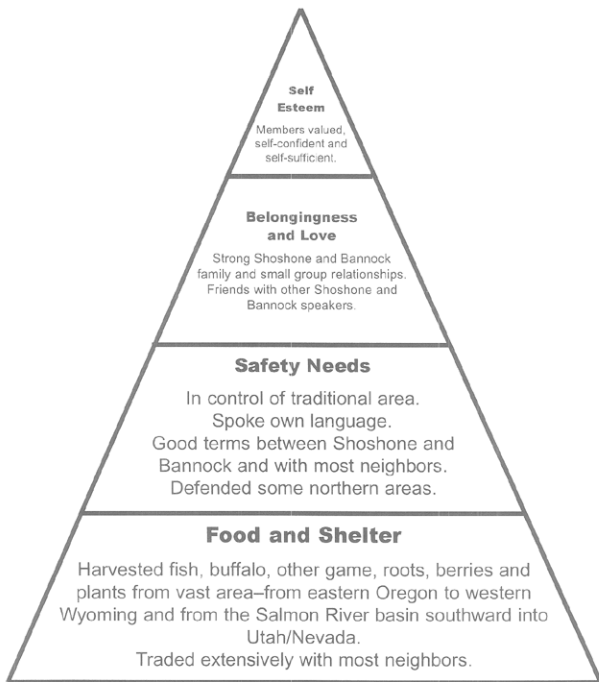 Self
Esteem
Members valued,
self-confident and
self-sufficient.
Belongingness
and Love
Strong Shoshone and Bannock
family and small group relationships.
Friends with other Shoshone and
Bannock speakers.
Safety Needs
In control of traditional area.
Spoke own language.
Good terms between Shoshone and
Bannock and with most neighbors.
Defended some northern areas.
Food and Shelter
Harvested fish, buffalo, other game, roots, berries and
plants from vast area–from eastern Oregon to western
Wyoming and from the Salmon River basin southward into
Utah/Nevada.
Traded extensively with most neighbors.